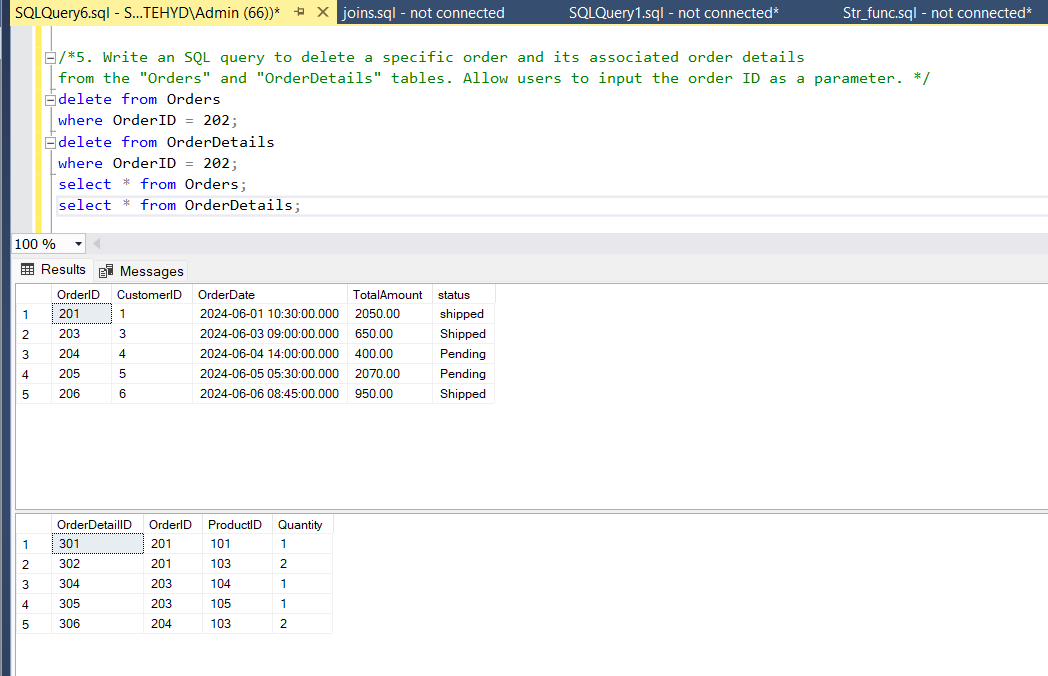 SQLQuery6.sql - S...TEHYD\Admin (66))* joins.sql - not connected SQLQuery1.sql - not connected* Str_func.sql - not connected*
/*5. Write an SQL query to delete a specific order and its associated order details
from the "Orders" and "OrderDetails" tables. Allow users to input the order ID as a parameter. */
delete from Orders
where OrderID = 202;
delete from OrderDetails
where OrderID = 202;
select * from Orders;
select * from OrderDetails;
100 %
Results Messages
OrderID CustomerID OrderDate TotalAmount status
1 201 1 2024-06-01 10:30:00.000 2050.00 shipped
2 203 3 2024-06-03 09:00:00.000 650.00 Shipped
3 204 4 2024-06-04 14:00:00.000 400.00 Pending
4 205 5 2024-06-05 05:30:00.000 2070.00 Pending
5 206 6 2024-06-06 08:45:00.000 950.00 Shipped
OrderDetailID OrderID ProductID Quantity
1 301 201 101 1
2 302 201 103 2
3 304 203 104 1
4 305 203 105 1
5 306 204 103 2